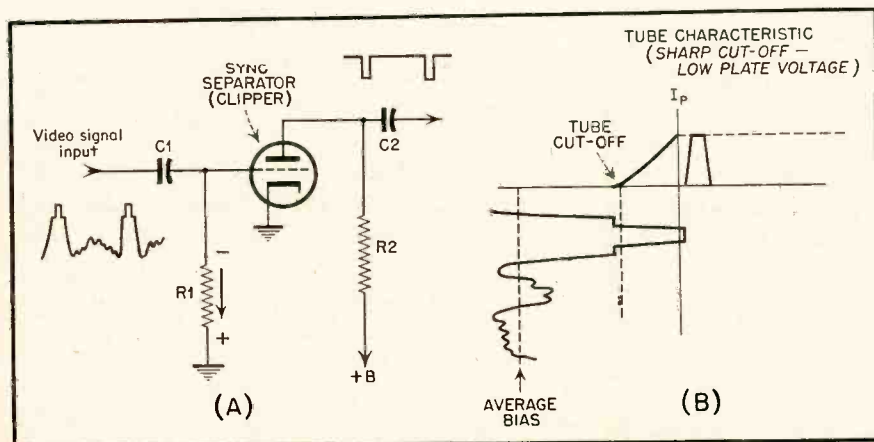 SYNC
SEPARATOR
(CLIPPER)
Video signal
input
C1
C2
R1
−
+
R2
+B
(A)
TUBE CHARACTERISTIC
(SHARP CUT-OFF —
LOW PLATE VOLTAGE)
Ip
TUBE
CUT-OFF
AVERAGE
BIAS
(B)